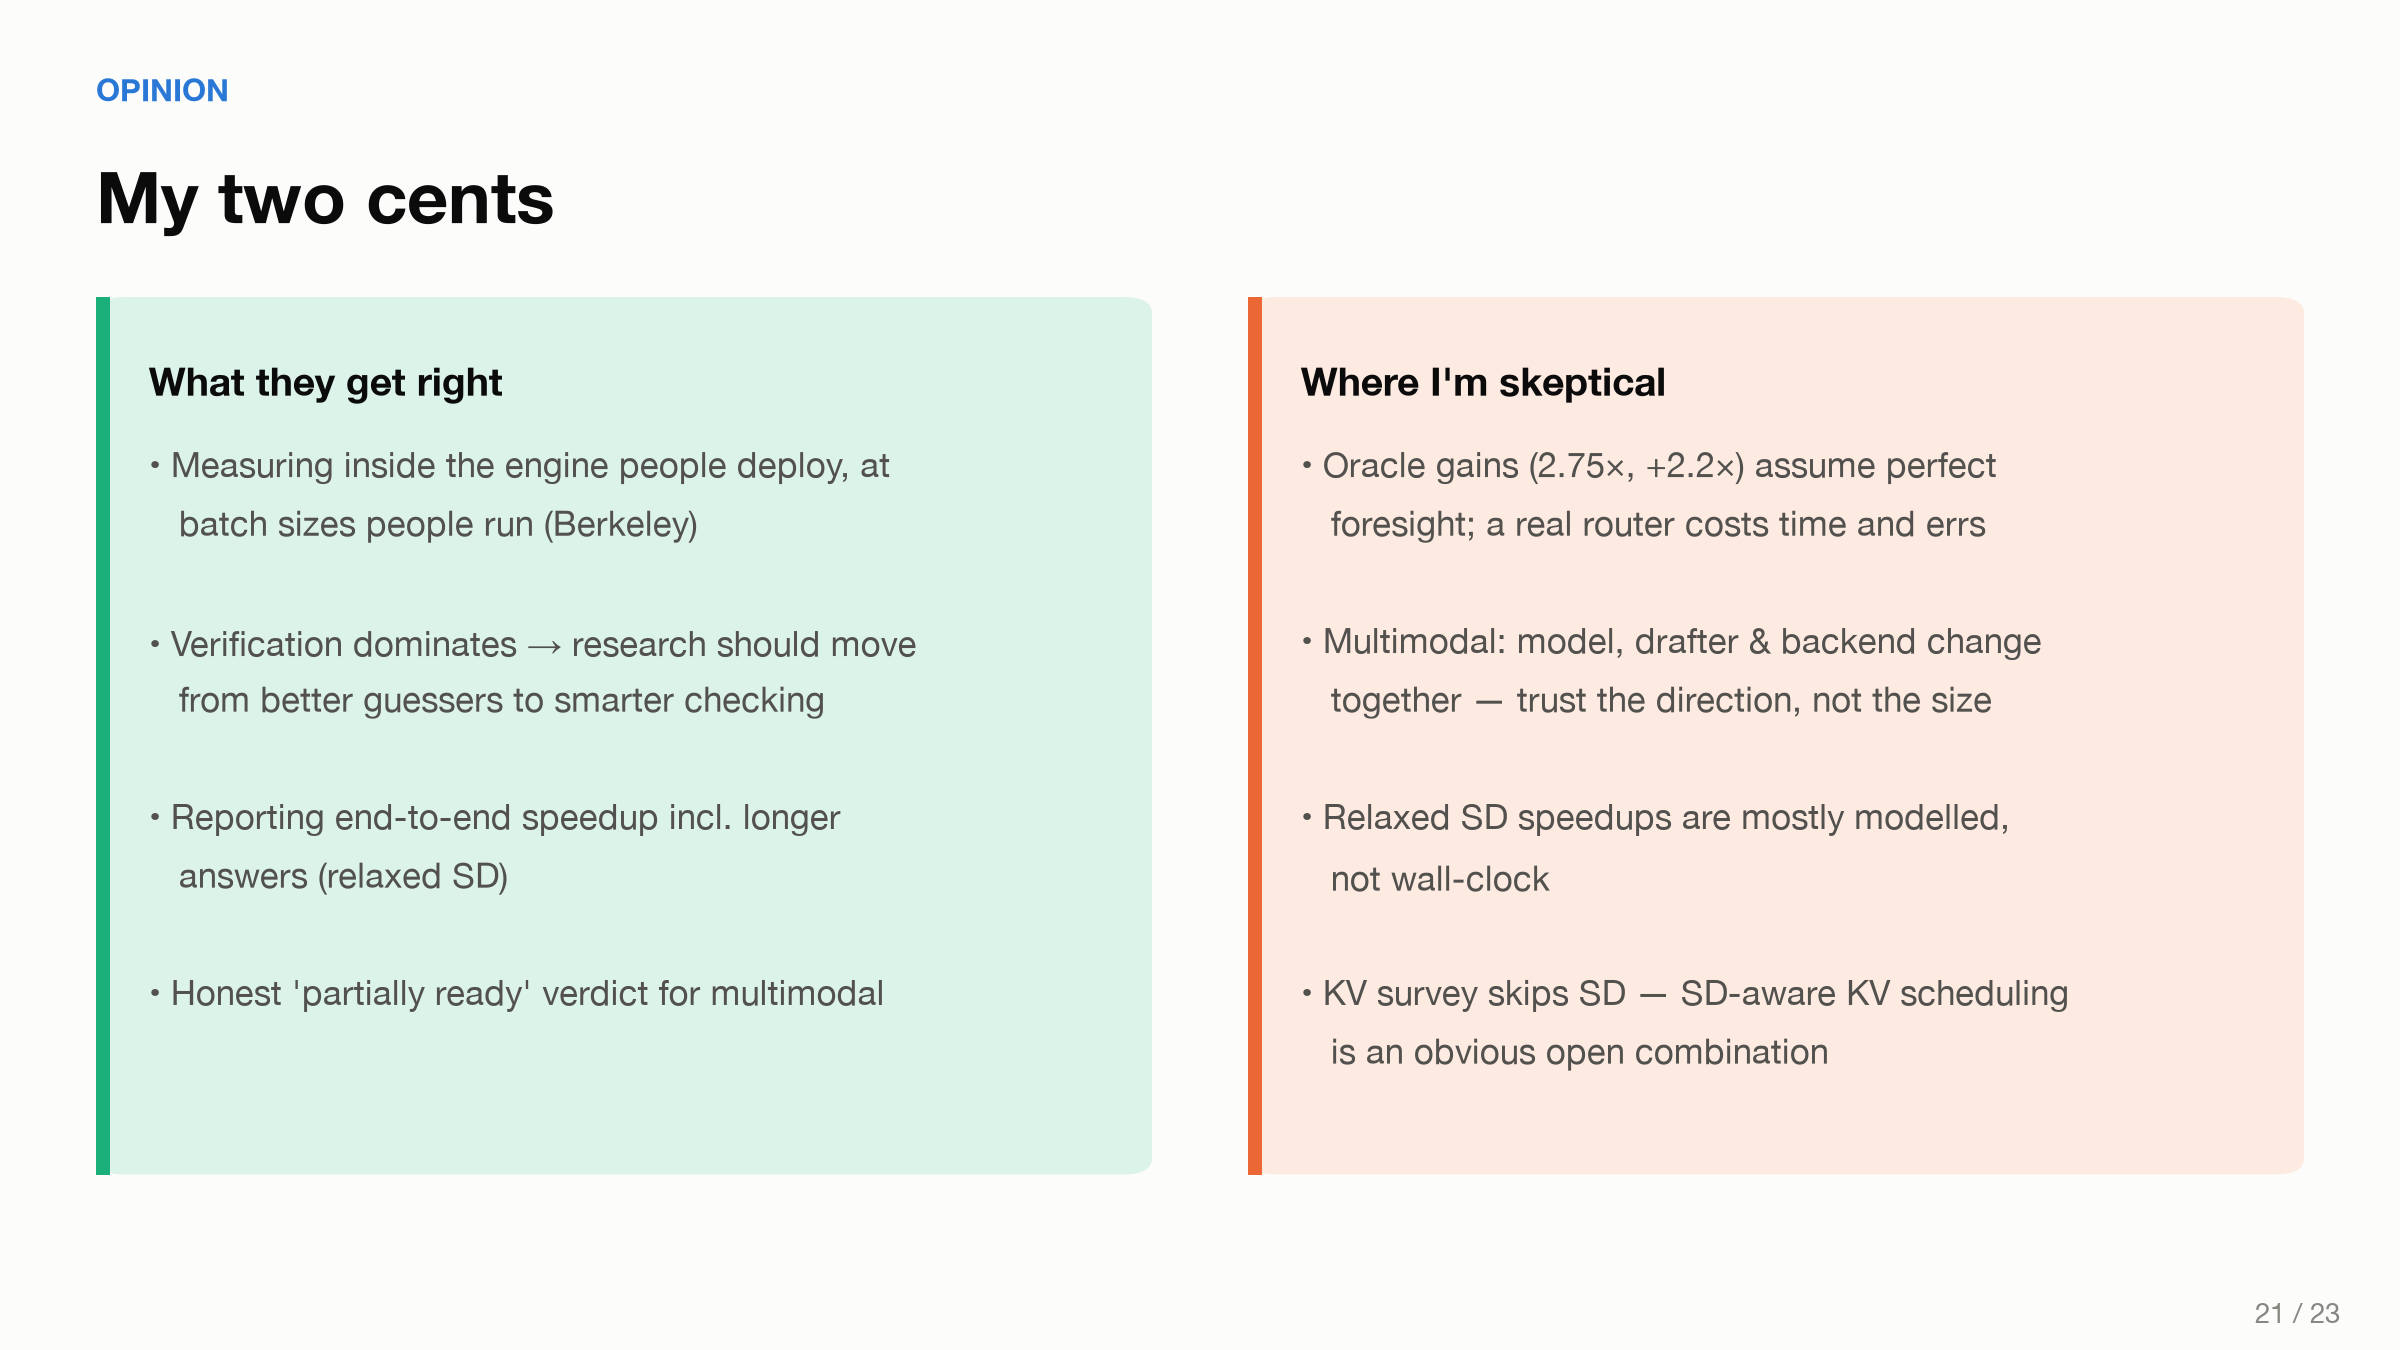 OPINION
My two cents
What they get right
• Measuring inside the engine people deploy, at
batch sizes people run (Berkeley)
• Verification dominates → research should move
from better guessers to smarter checking
• Reporting end-to-end speedup incl. longer
answers (relaxed SD)
• Honest 'partially ready' verdict for multimodal
Where I'm skeptical
• Oracle gains (2.75×, +2.2×) assume perfect
foresight; a real router costs time and errs
• Multimodal: model, drafter & backend change
together — trust the direction, not the size
• Relaxed SD speedups are mostly modelled,
not wall-clock
• KV survey skips SD — SD-aware KV scheduling
is an obvious open combination
21 / 23